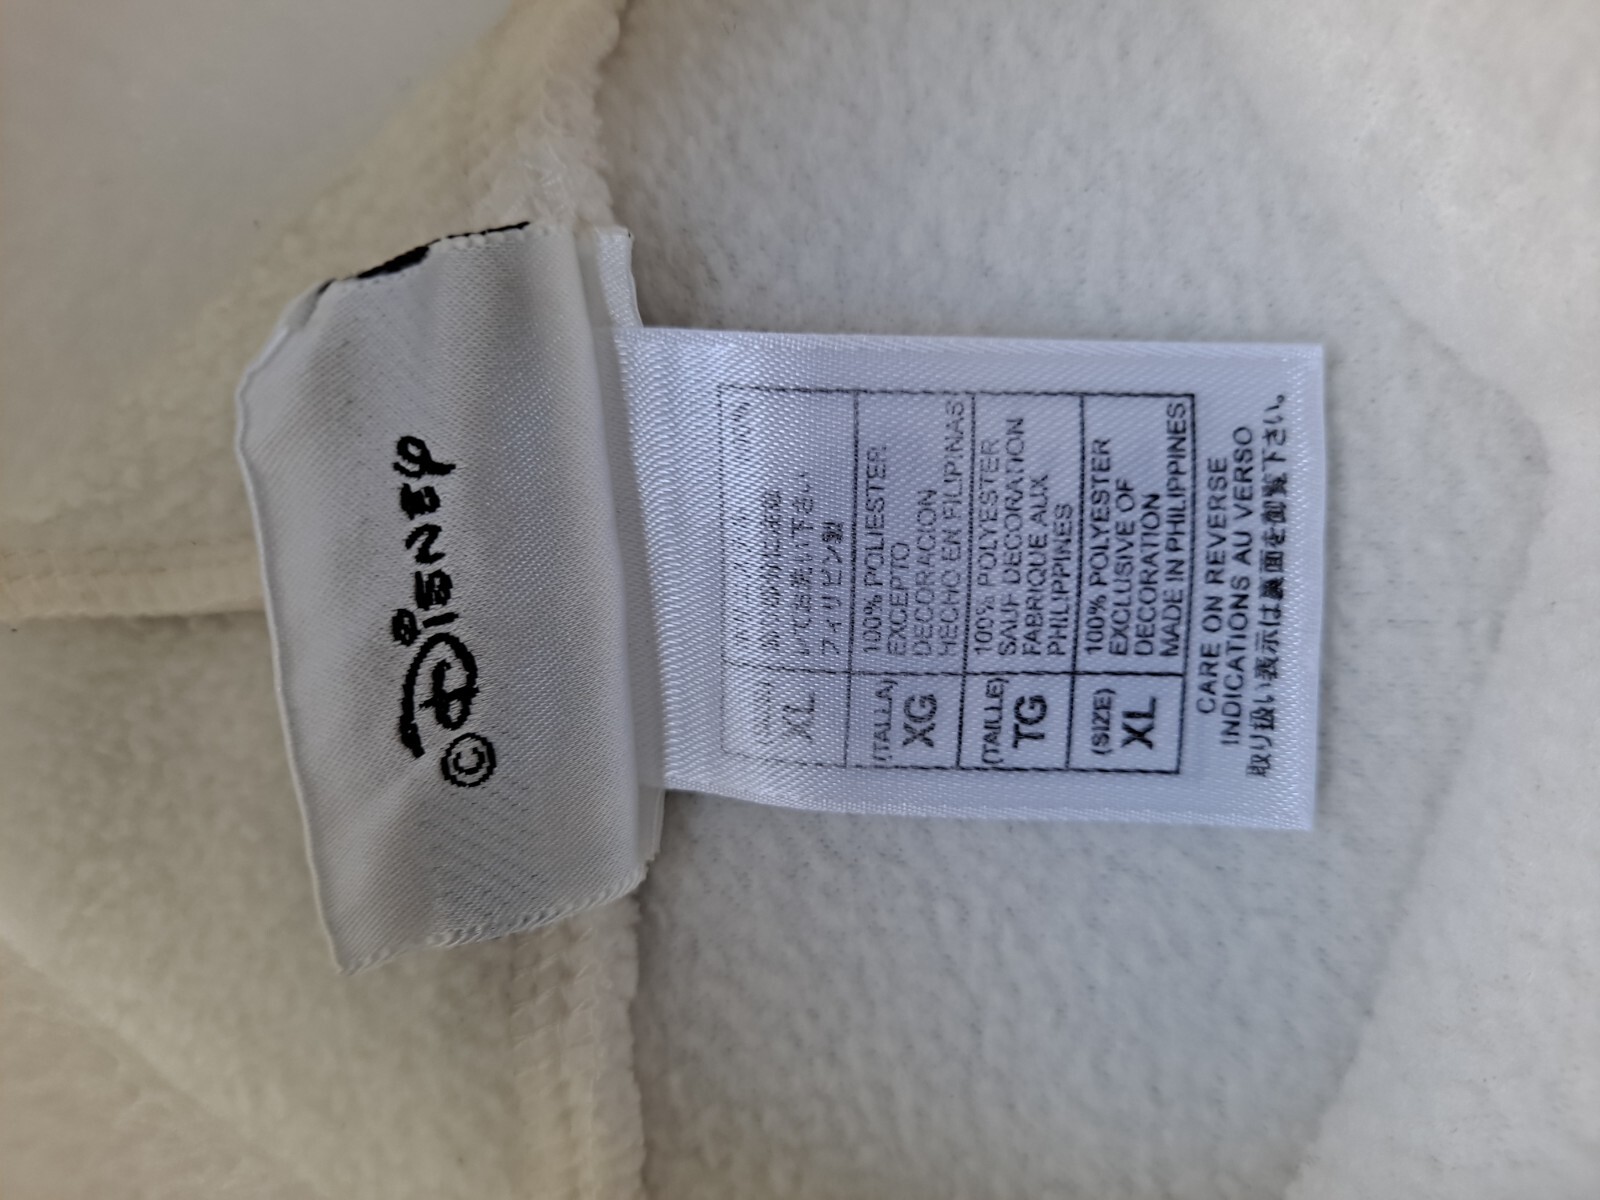 © Disney
XL
フィリピン製
(TALLA)
XG
100% POLIESTER
EXCEPTO
DECORACION
HECHO EN FILIPINAS
(TAILLE)
TG
100% POLYESTER
SAUF DECORATION
FABRIQUE AUX
PHILIPPINES
(SIZE)
XL
100% POLYESTER
EXCLUSIVE OF
DECORATION
MADE IN PHILIPPINES
CARE ON REVERSE
INDICATIONS AU VERSO
取り扱い表示は裏面を御覧下さい。